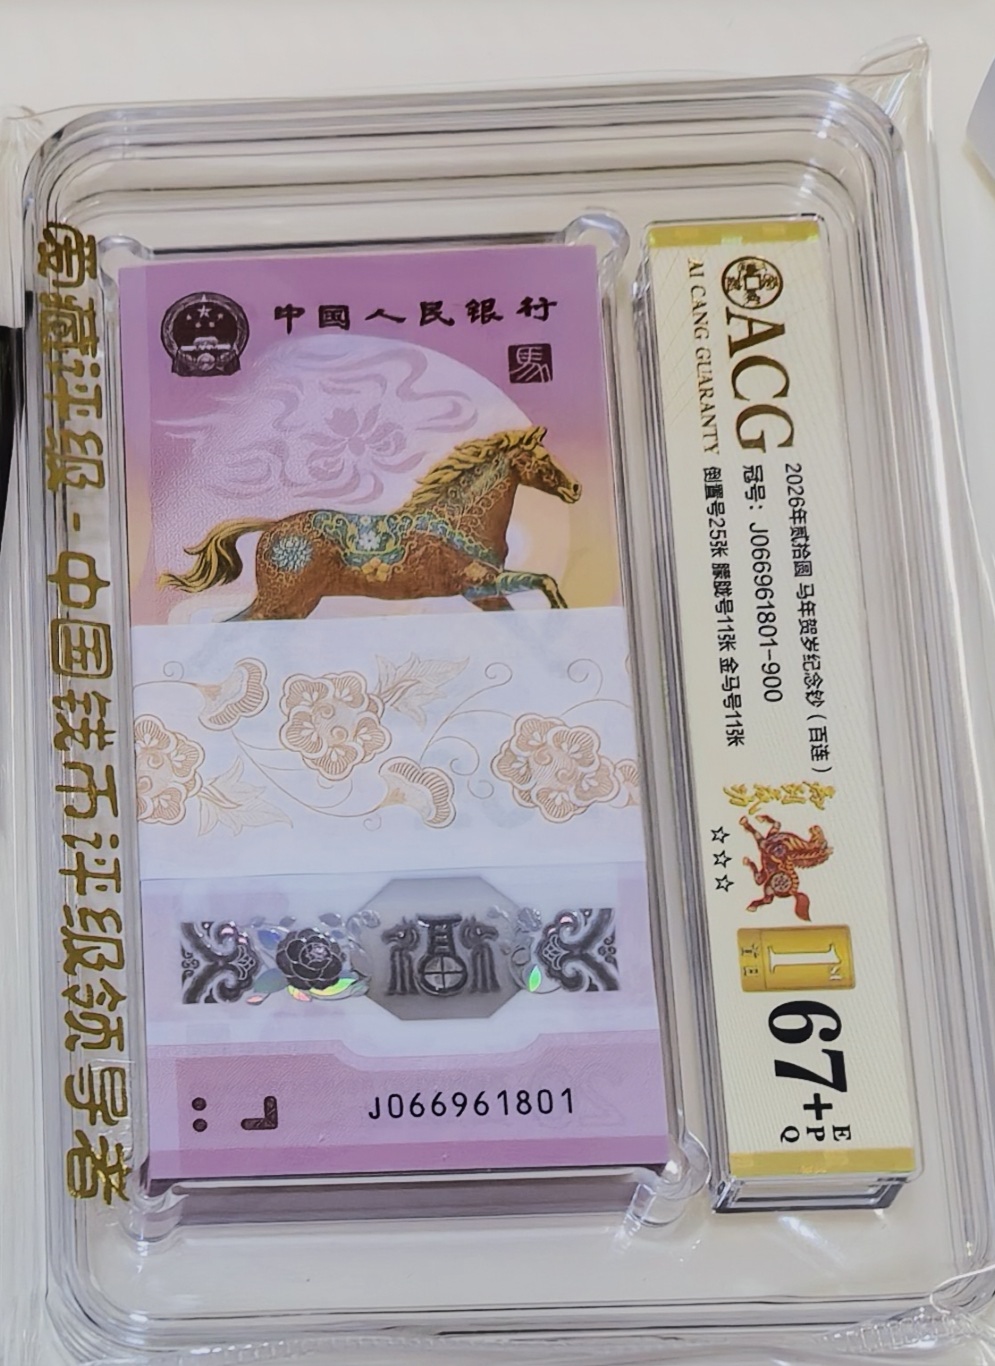 爱藏评级-中国钱币评级领导者
中国人民银行
馬
J066961801
ACG
AI CANG GUARANTY
2026年贰拾圆 马年贺岁纪念钞（百连）
冠号：J066961801-900
倒置号25张 朦胧号11张 金马号11张
☆☆☆
1
67+
EPQ